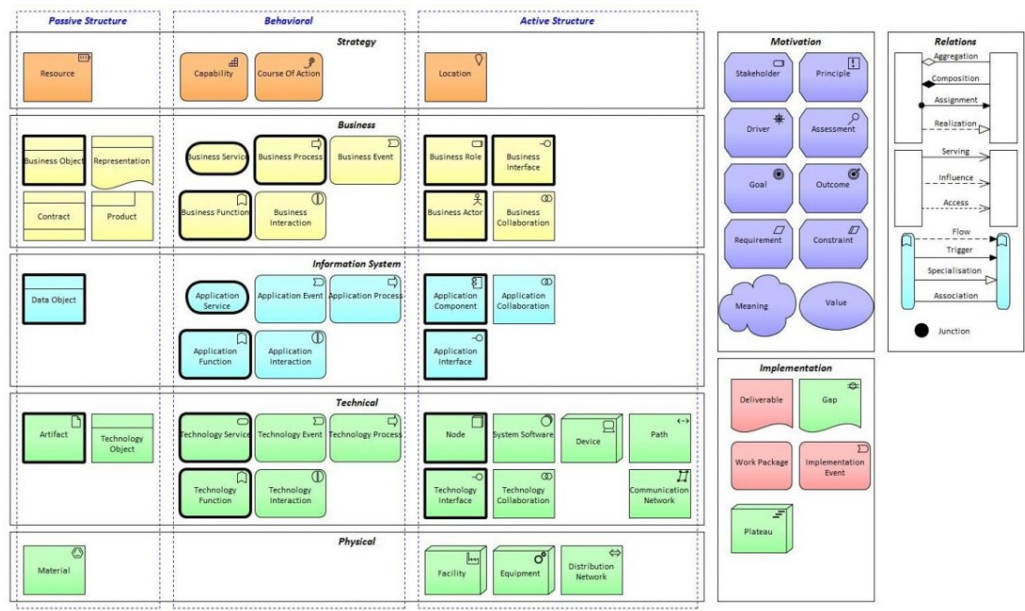 Passive Structure
Behavioral
Active Structure
Strategy
Resource
Capability
Course Of Action
Location
Business
Business Object
Representation
Business Service
Business Process
Business Event
Business Role
Business
Interface
Contract
Product
Business Function
Business
Interaction
Business Actor
Business
Collaboration
Information System
Data Object
Application
Service
Application Event
Application Process
Application
Component
Application
Collaboration
Application
Function
Application
Interaction
Application
Interface
Technical
Artifact
Technology
Object
Technology Service
Technology Event
Technology Process
Node
System Software
Device
Path
Technology
Function
Technology
Interaction
Technology
Interface
Technology
Collaboration
Communication
Network
Physical
Material
Facility
Equipment
Distribution
Network
Motivation
Stakeholder
Principle
Driver
Assessment
Goal
Outcome
Requirement
Constraint
Meaning
Value
Implementation
Deliverable
Gap
Work Package
Implementation
Event
Plateau
Relations
Aggregation
Composition
Assignment
Realization
Serving
Influence
Access
Flow
Trigger
Specialisation
Association
Junction